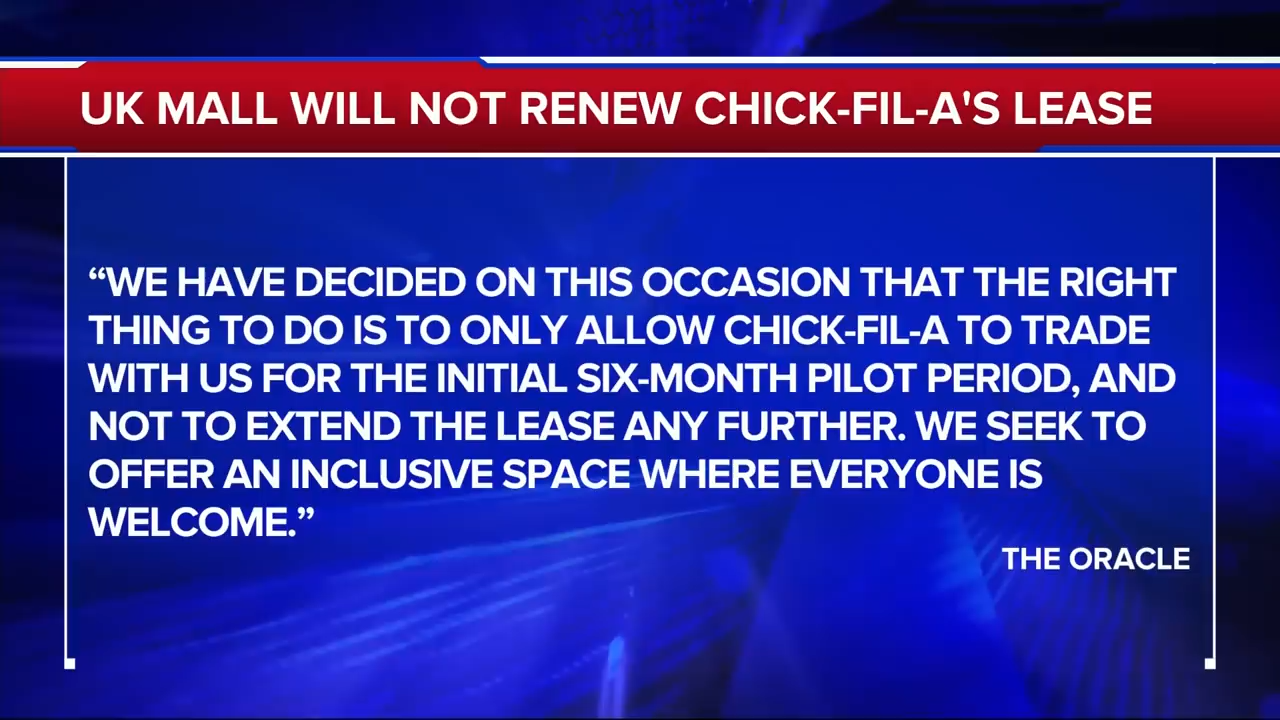 UK MALL WILL NOT RENEW CHICK-FIL-A'S LEASE
“WE HAVE DECIDED ON THIS OCCASION THAT THE RIGHT
THING TO DO IS TO ONLY ALLOW CHICK-FIL-A TO TRADE
WITH US FOR THE INITIAL SIX-MONTH PILOT PERIOD, AND
NOT TO EXTEND THE LEASE ANY FURTHER. WE SEEK TO
OFFER AN INCLUSIVE SPACE WHERE EVERYONE IS
WELCOME.”
THE ORACLE